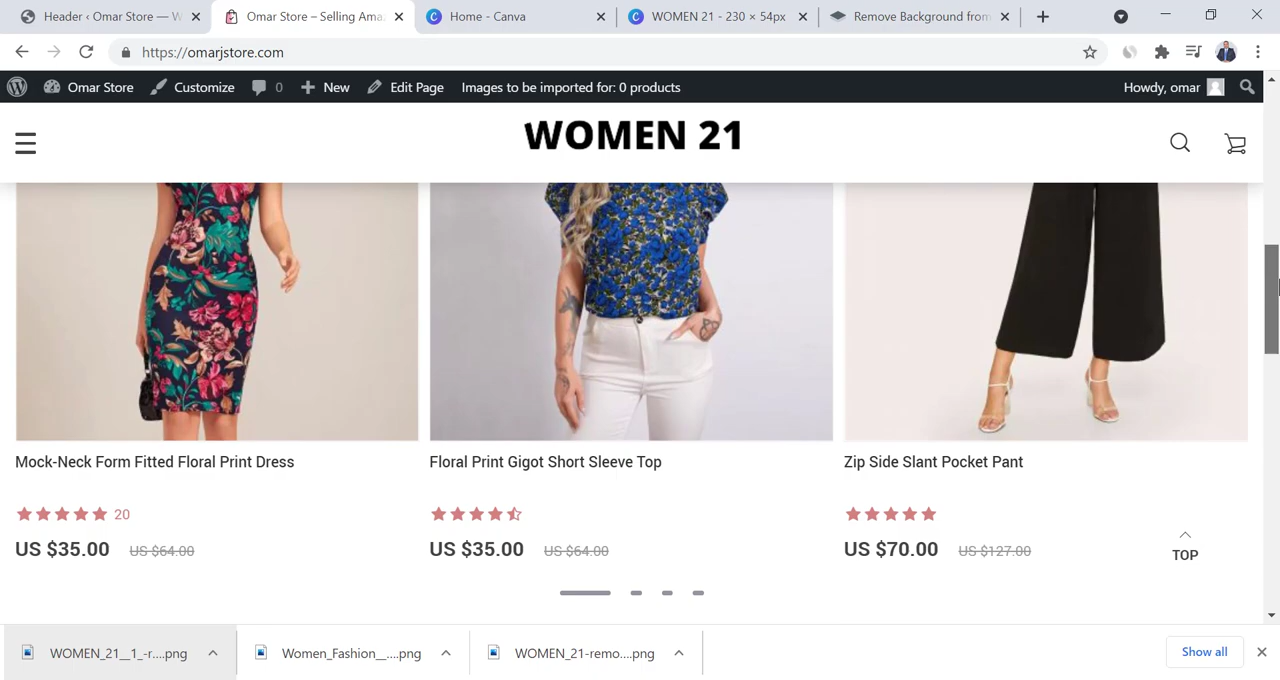 Header ‹ Omar Store — W
Omar Store – Selling Ama
Home - Canva
WOMEN 21 - 230 × 54px
Remove Background from
https://omarjstore.com
Omar Store
Customize
0
New
Edit Page
Images to be imported for: 0 products
Howdy, omar
WOMEN 21
Mock-Neck Form Fitted Floral Print Dress
Floral Print Gigot Short Sleeve Top
Zip Side Slant Pocket Pant
20
US $35.00 US $64.00
US $35.00 US $64.00
US $70.00 US $127.00
TOP
WOMEN_21__1_-r....png
Women_Fashion__....png
WOMEN_21-remo....png
Show all